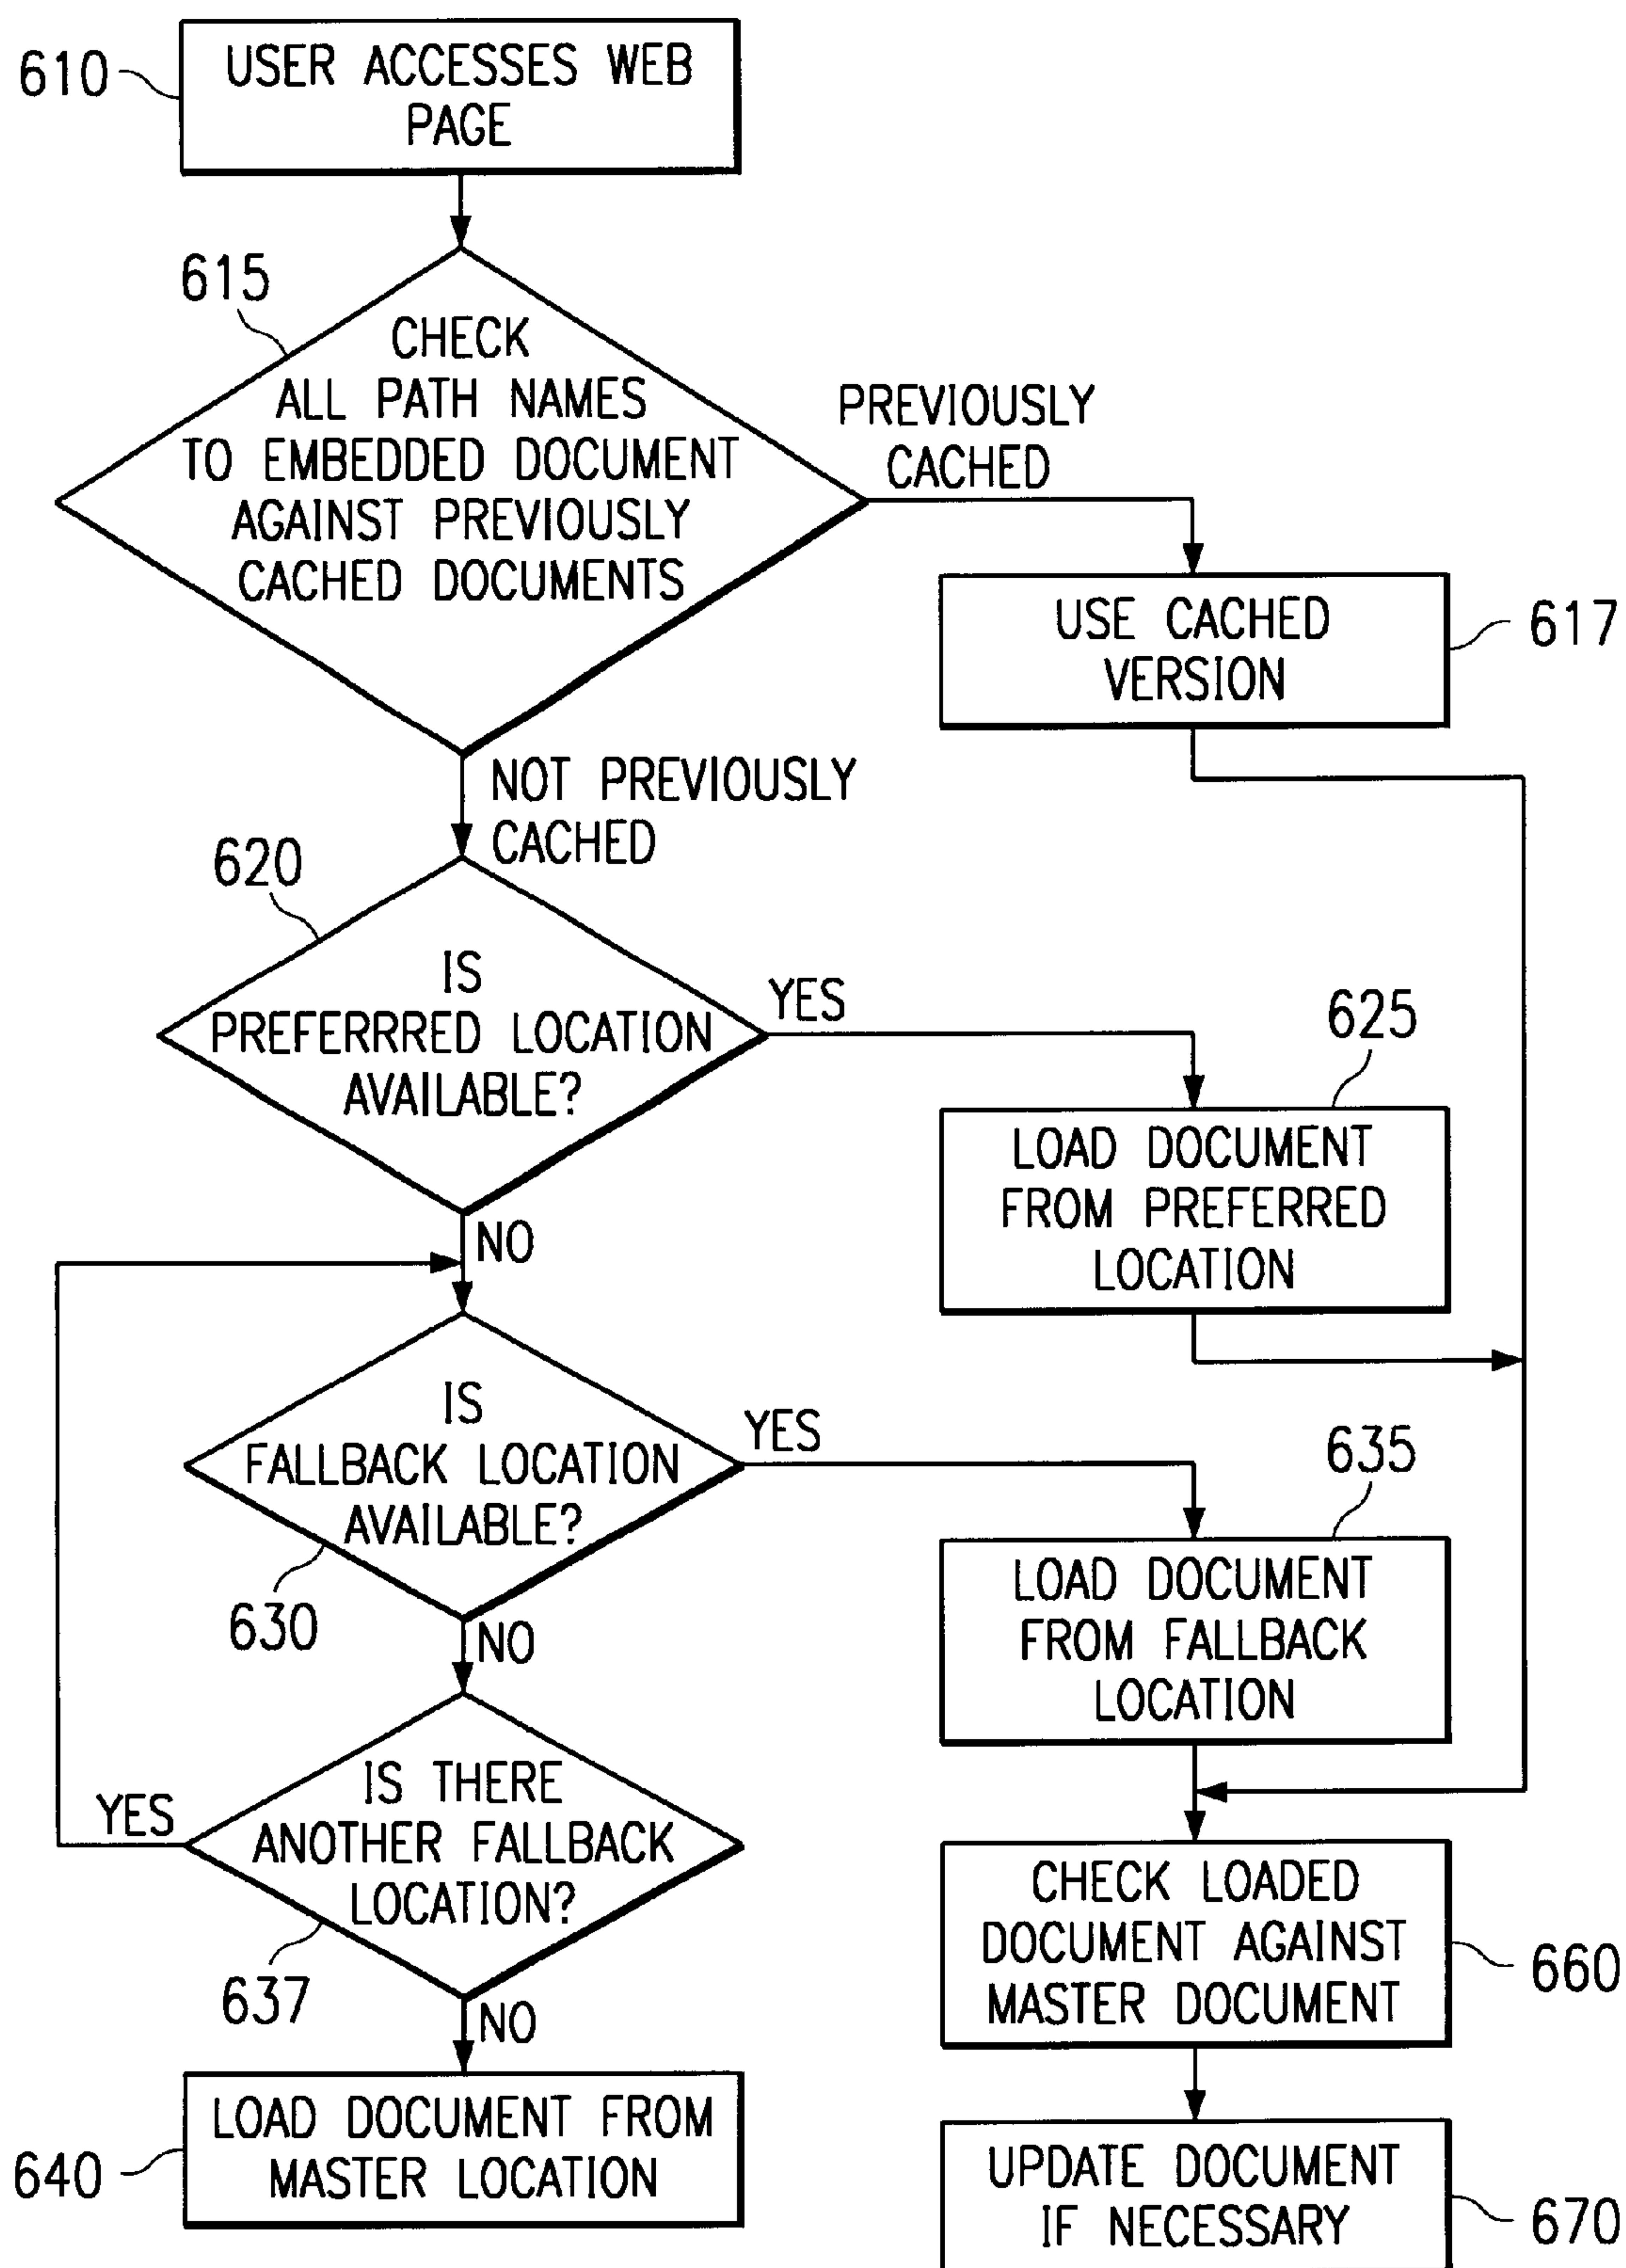 610
USER ACCESSES WEB
PAGE
615
CHECK
ALL PATH NAMES
TO EMBEDDED DOCUMENT
AGAINST PREVIOUSLY
CACHED DOCUMENTS
PREVIOUSLY
CACHED
USE CACHED
VERSION
617
NOT PREVIOUSLY
CACHED
620
IS
PREFERRRED LOCATION
AVAILABLE?
YES
625
LOAD DOCUMENT
FROM PREFERRED
LOCATION
NO
IS
FALLBACK LOCATION
AVAILABLE?
YES
630
635
LOAD DOCUMENT
FROM FALLBACK
LOCATION
NO
IS THERE
ANOTHER FALLBACK
LOCATION?
YES
637
NO
CHECK LOADED
DOCUMENT AGAINST
MASTER DOCUMENT
660
640
LOAD DOCUMENT FROM
MASTER LOCATION
UPDATE DOCUMENT
IF NECESSARY
670